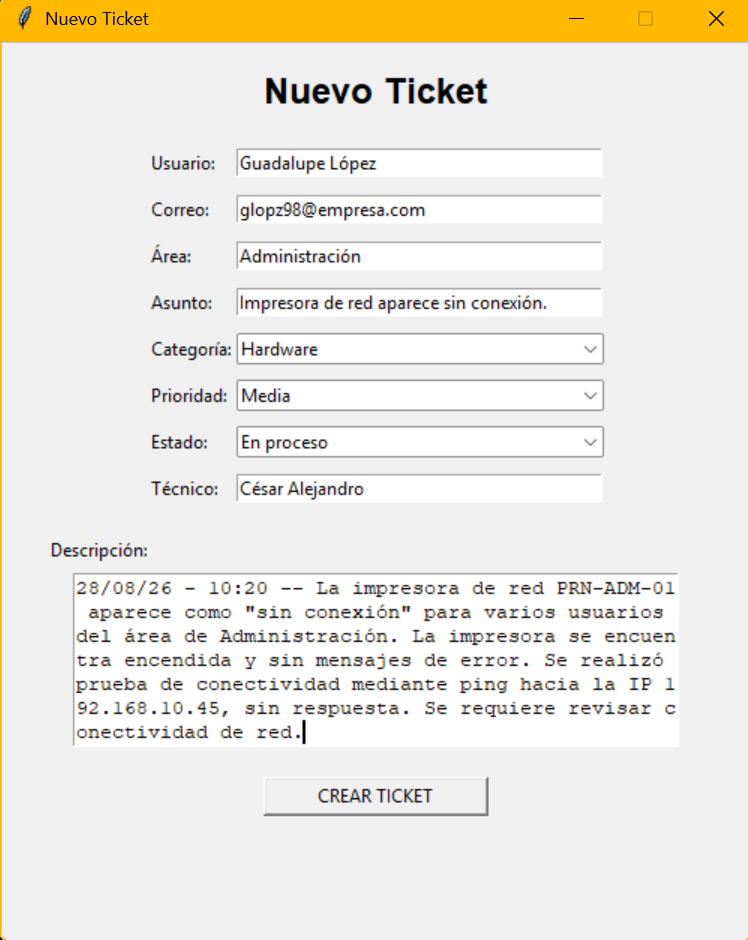 Nuevo Ticket
Nuevo Ticket
Usuario: Guadalupe López
Correo: glopz98@empresa.com
Área: Administración
Asunto: Impresora de red aparece sin conexión.
Categoría: Hardware
Prioridad: Media
Estado: En proceso
Técnico: César Alejandro
Descripción:
28/08/26 - 10:20 -- La impresora de red PRN-ADM-01
aparece como "sin conexión" para varios usuarios
del área de Administración. La impresora se encuen
tra encendida y sin mensajes de error. Se realizó
prueba de conectividad mediante ping hacia la IP 1
92.168.10.45, sin respuesta. Se requiere revisar c
onectividad de red.
CREAR TICKET